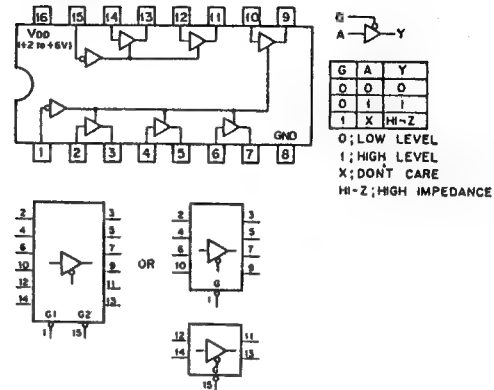 16 15 14 13 12 11 10 9
VDD
(+2 to +6V)
GND
1 2 3 4 5 6 7 8
G
A Y
G A Y
0 0 0
0 1 1
1 X HI-Z
0; LOW LEVEL
1; HIGH LEVEL
X; DON'T CARE
HI-Z; HIGH IMPEDANCE
2 3
4 5
6 7
10 9
12 11
14 13
G1 G2
1 15
OR
2 3
4 5
6 7
10 9
G
1
12 11
14 13
G
15